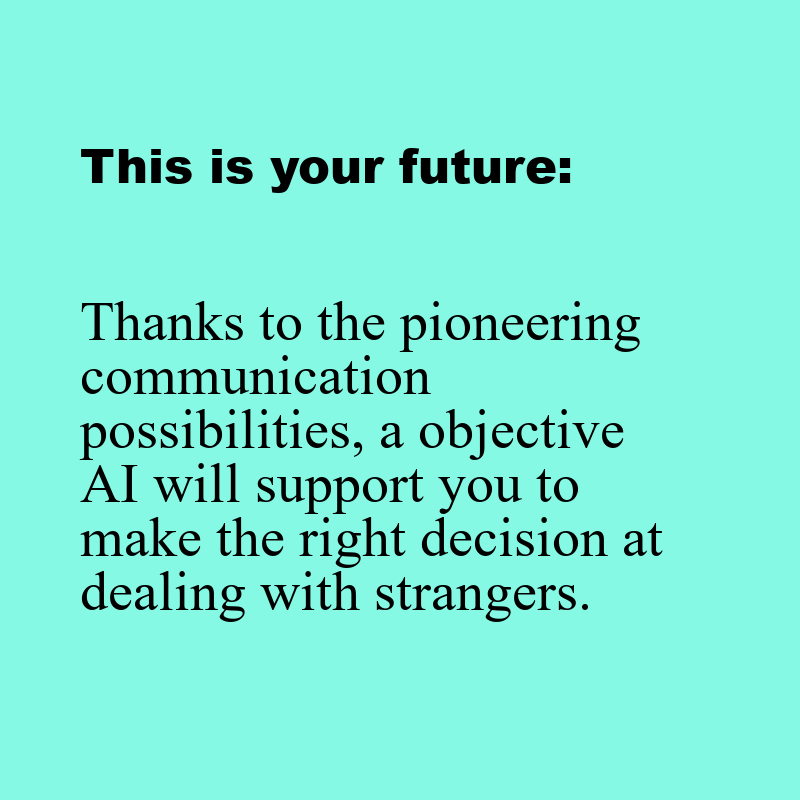 This is your future:
Thanks to the pioneering
communication
possibilities, a objective
AI will support you to
make the right decision at
dealing with strangers.